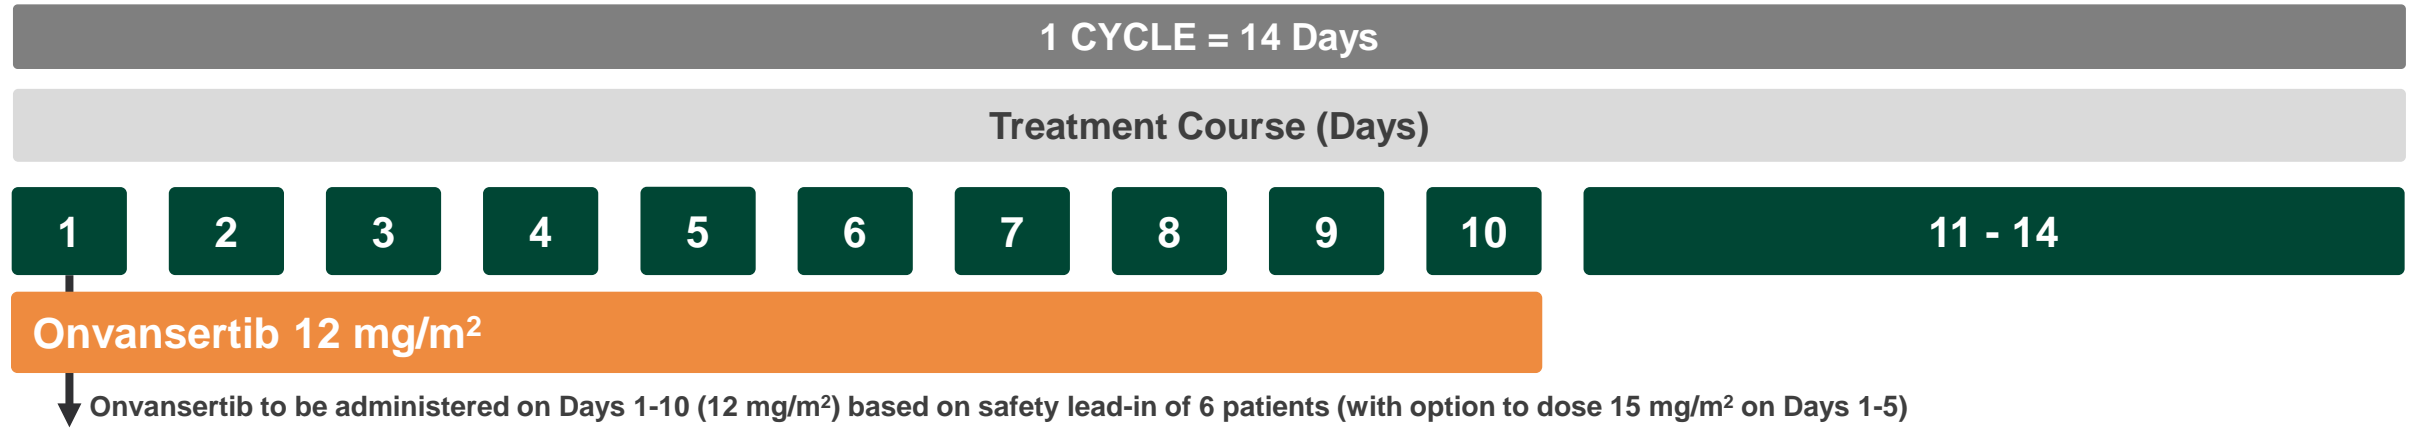 1 CYCLE = 14 Days
Treatment Course (Days)
1 2 3 4 5 6 7 8 9 10 11 - 14
Onvansertib 12 mg/m²
Onvansertib to be administered on Days 1-10 (12 mg/m²) based on safety lead-in of 6 patients (with option to dose 15 mg/m² on Days 1-5)